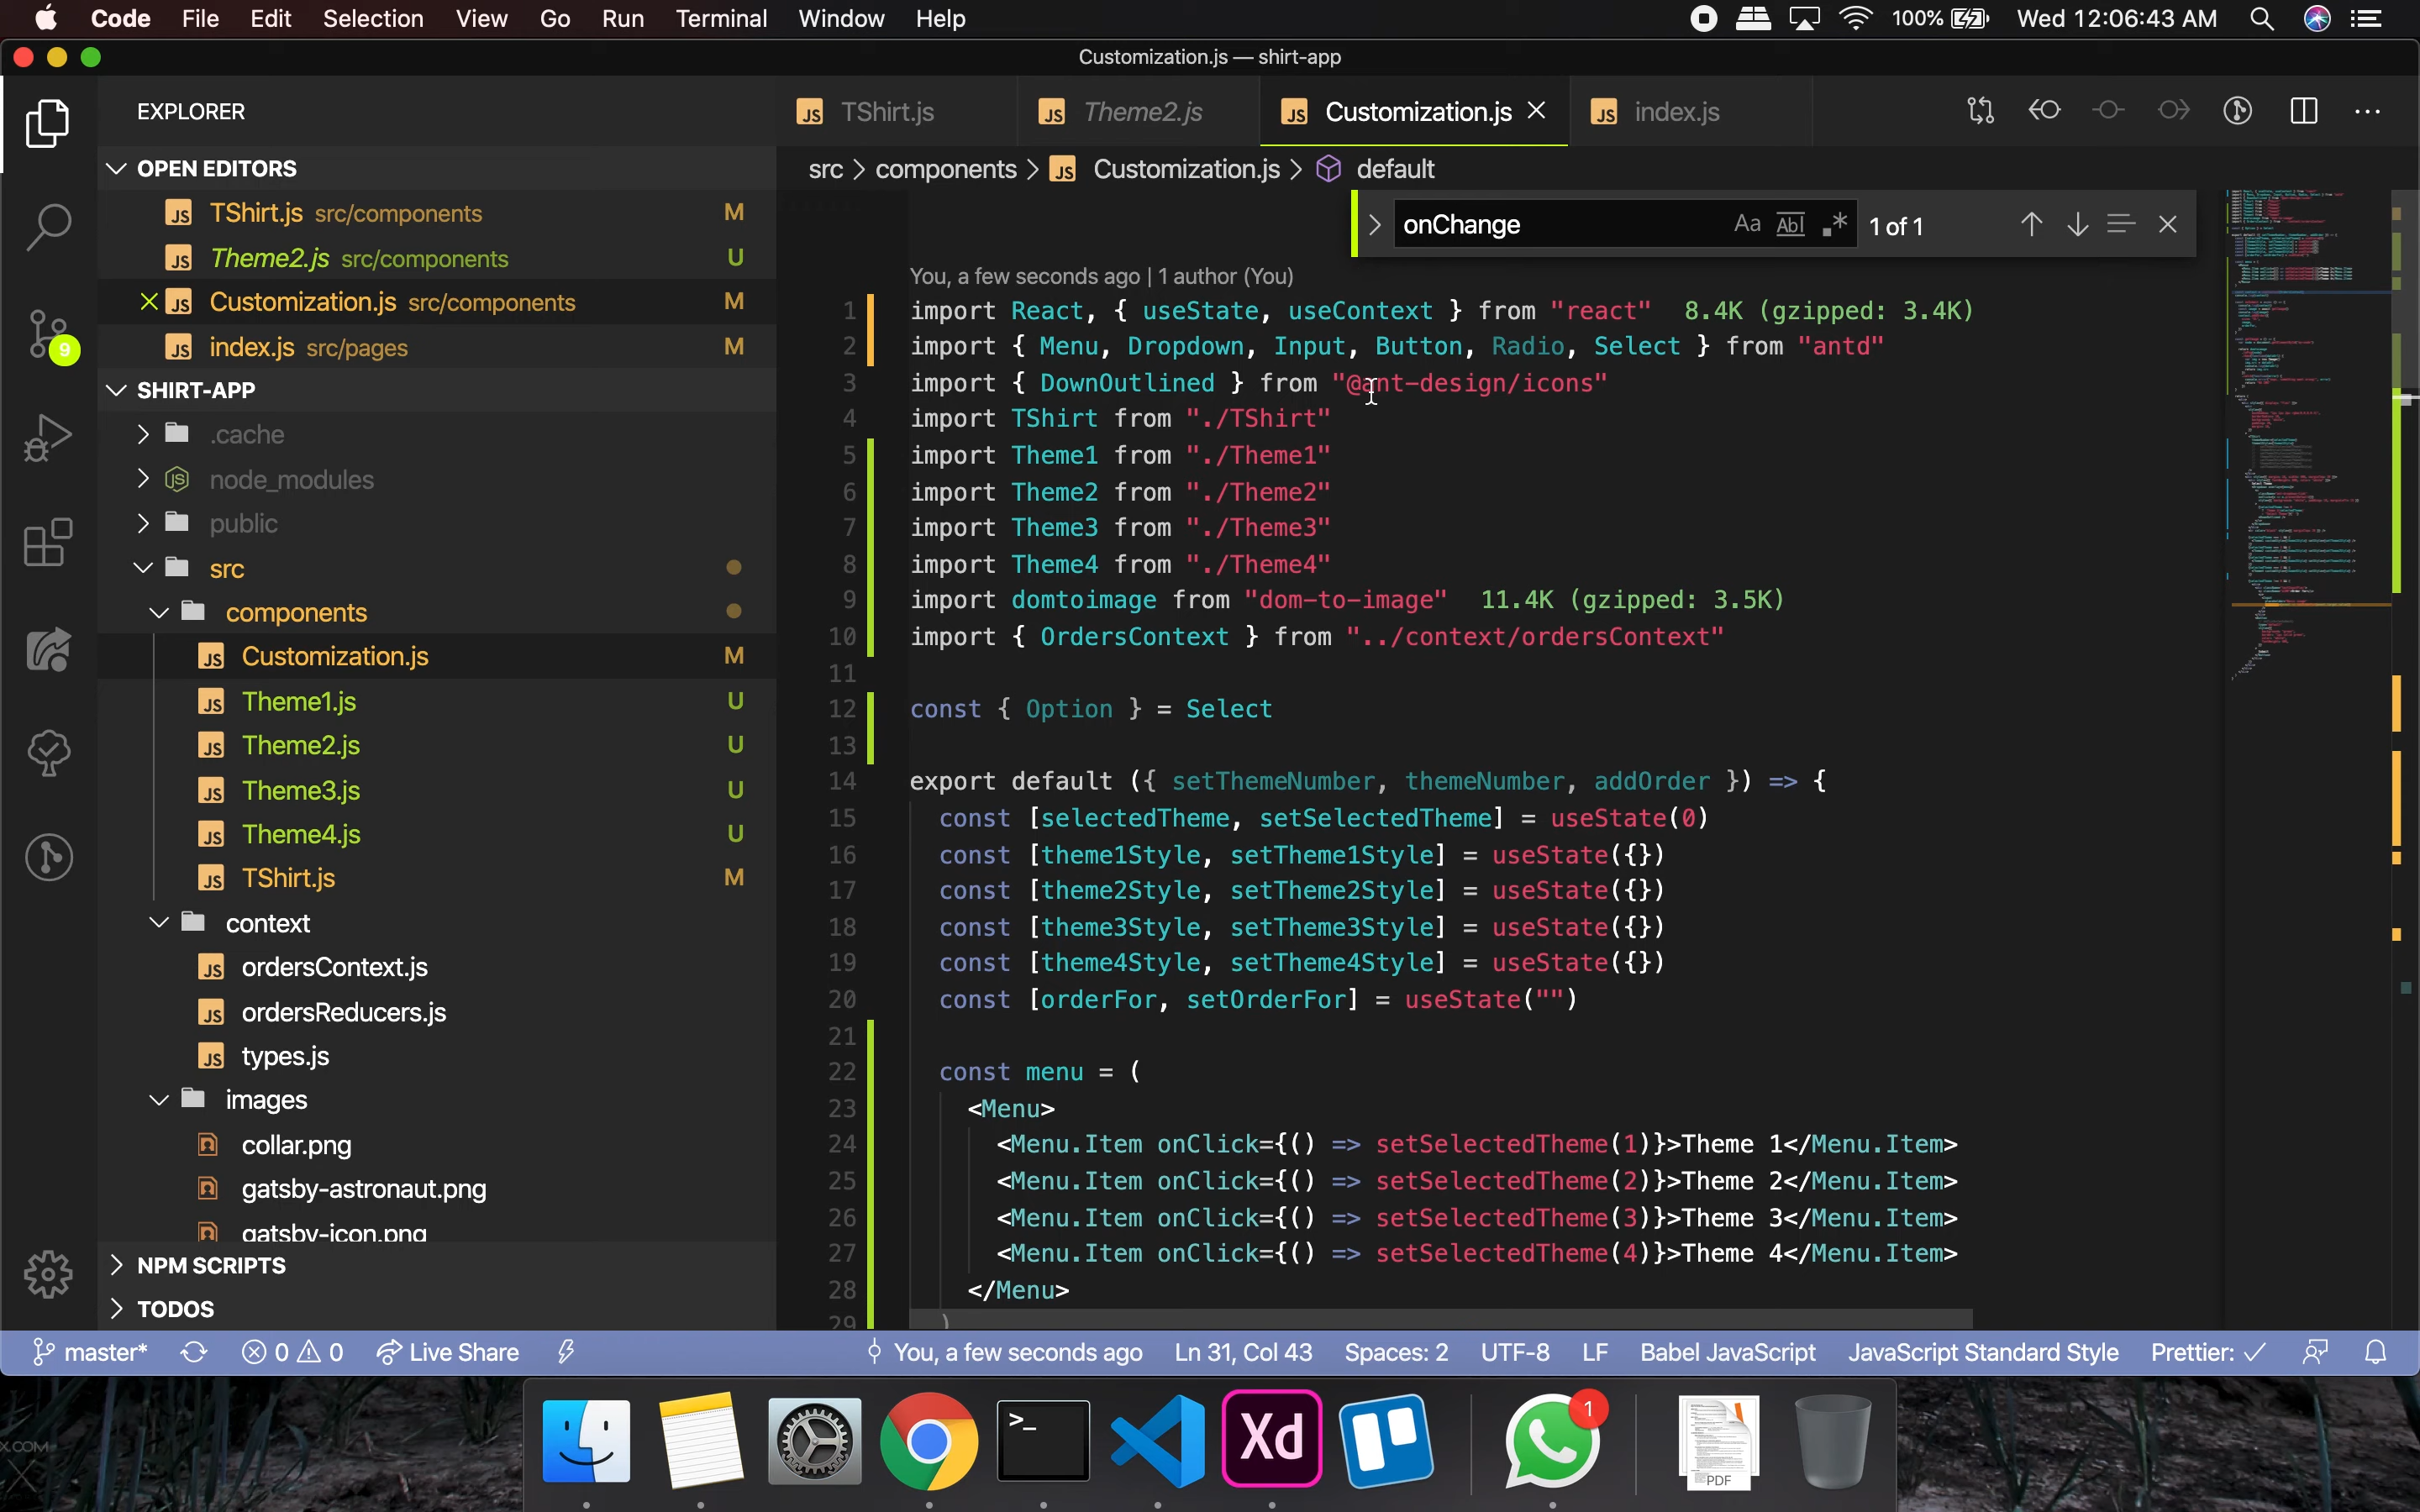 Code File Edit Selection View Go Run Terminal Window Help 100% Wed 12:06:43 AM
Customization.js — shirt-app
EXPLORER
OPEN EDITORS
TShirt.js src/components M
Theme2.js src/components U
Customization.js src/components M
index.js src/pages M
SHIRT-APP
.cache
node_modules
public
src
components
Customization.js M
Theme1.js U
Theme2.js U
Theme3.js U
Theme4.js U
TShirt.js M
context
ordersContext.js
ordersReducers.js
types.js
images
collar.png
gatsby-astronaut.png
gatsby-icon.png
NPM SCRIPTS
TODOS
9
TShirt.js Theme2.js Customization.js index.js
src > components > JS Customization.js > default
onChange Aa Abl .* 1 of 1
You, a few seconds ago | 1 author (You)
1 import React, { useState, useContext } from "react" 8.4K (gzipped: 3.4K)
2 import { Menu, Dropdown, Input, Button, Radio, Select } from "antd"
3 import { DownOutlined } from "@ant-design/icons"
4 import TShirt from "./TShirt"
5 import Theme1 from "./Theme1"
6 import Theme2 from "./Theme2"
7 import Theme3 from "./Theme3"
8 import Theme4 from "./Theme4"
9 import domtoimage from "dom-to-image" 11.4K (gzipped: 3.5K)
10 import { OrdersContext } from "../context/ordersContext"
11
12 const { Option } = Select
13
14 export default ({ setThemeNumber, themeNumber, addOrder }) => {
15 const [selectedTheme, setSelectedTheme] = useState(0)
16 const [theme1Style, setTheme1Style] = useState({})
17 const [theme2Style, setTheme2Style] = useState({})
18 const [theme3Style, setTheme3Style] = useState({})
19 const [theme4Style, setTheme4Style] = useState({})
20 const [orderFor, setOrderFor] = useState("")
21
22 const menu = (
23 <Menu>
24 <Menu.Item onClick={() => setSelectedTheme(1)}>Theme 1</Menu.Item>
25 <Menu.Item onClick={() => setSelectedTheme(2)}>Theme 2</Menu.Item>
26 <Menu.Item onClick={() => setSelectedTheme(3)}>Theme 3</Menu.Item>
27 <Menu.Item onClick={() => setSelectedTheme(4)}>Theme 4</Menu.Item>
28 </Menu>
29 )
master* 0 0 Live Share You, a few seconds ago Ln 31, Col 43 Spaces: 2 UTF-8 LF Babel JavaScript JavaScript Standard Style Prettier: ✓
X.COM
>_ Xd 1 PDF